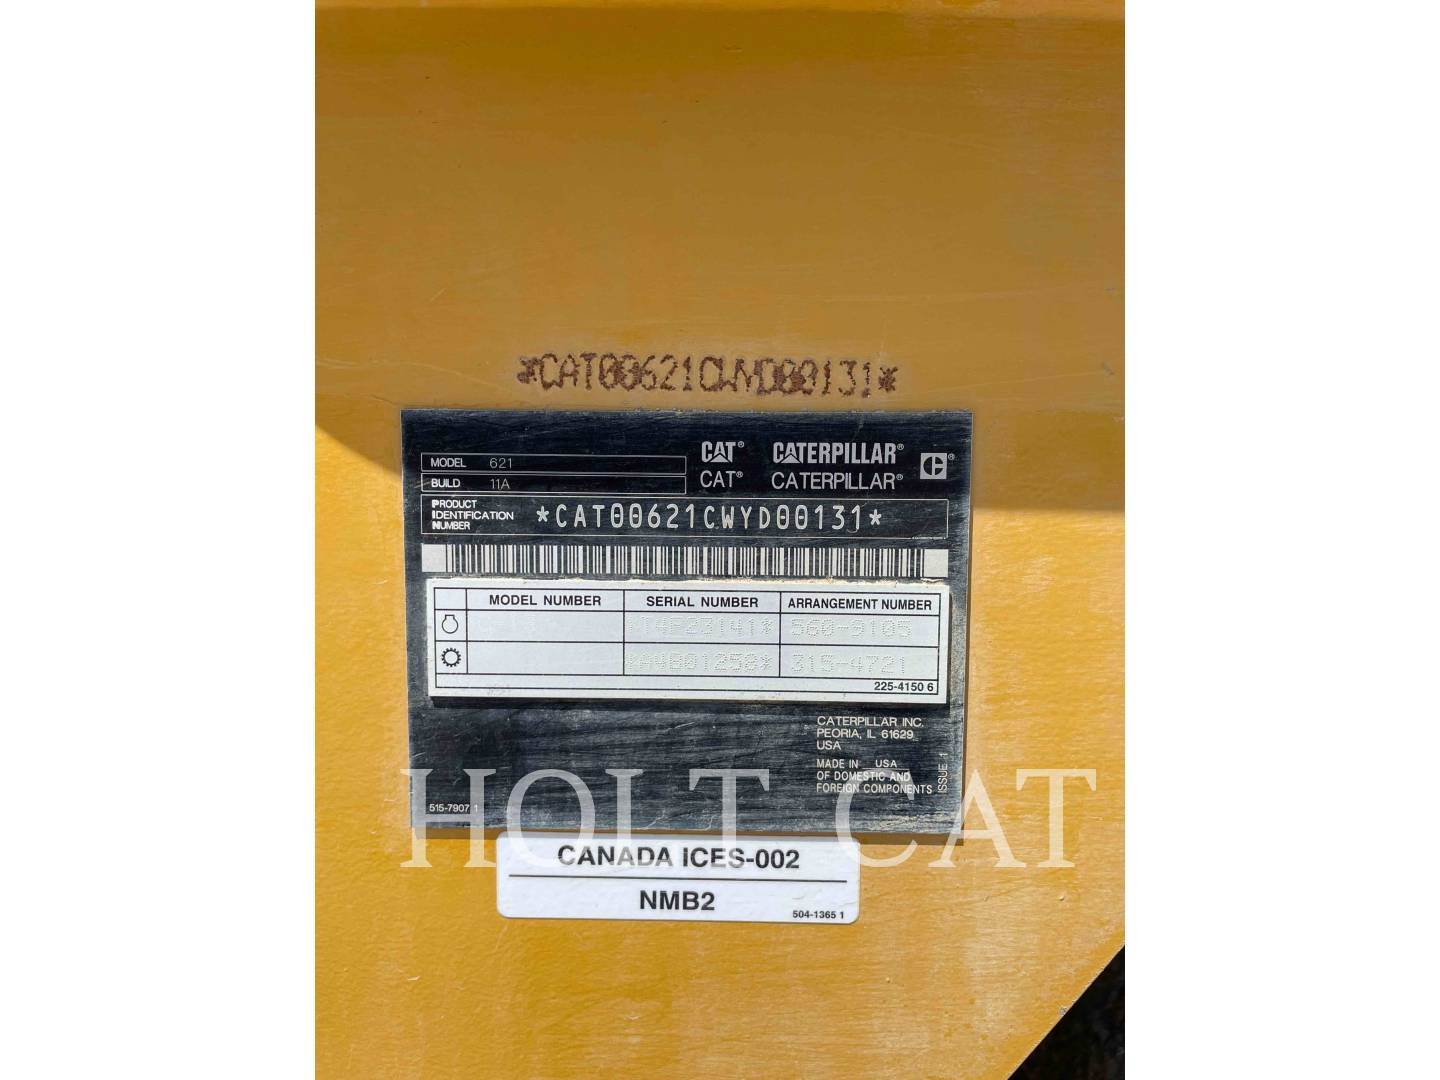 *CAT00621CWYD00131*
CAT® CATERPILLAR®
CAT® CATERPILLAR®
MODEL 621
BUILD 11A
PRODUCT IDENTIFICATION NUMBER *CAT00621CWYD00131*
MODEL NUMBER SERIAL NUMBER ARRANGEMENT NUMBER
560-9105
315-4721
225-4150 6
CATERPILLAR INC.
PEORIA, IL 61629
USA
MADE IN USA
OF DOMESTIC AND
FOREIGN COMPONENTS
ISSUE 1
515-7907 1
HOLT CAT
CANADA ICES-002
NMB2
504-1365 1